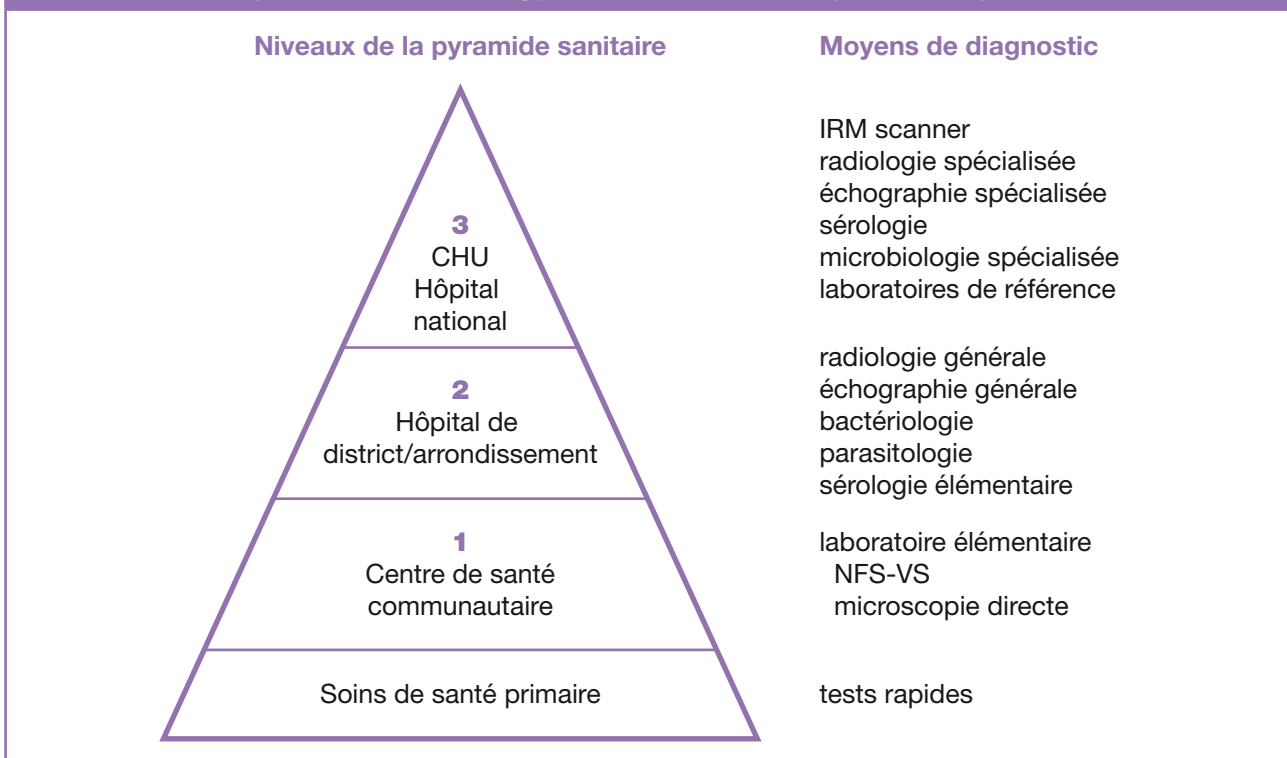 Niveaux de la pyramide sanitaire
Moyens de diagnostic
3
CHU
Hôpital
national
IRM scanner
radiologie spécialisée
échographie spécialisée
sérologie
microbiologie spécialisée
laboratoires de référence
2
Hôpital de
district/arrondissement
radiologie générale
échographie générale
bactériologie
parasitologie
sérologie élémentaire
1
Centre de santé
communautaire
laboratoire élémentaire
NFS-VS
microscopie directe
Soins de santé primaire
tests rapides